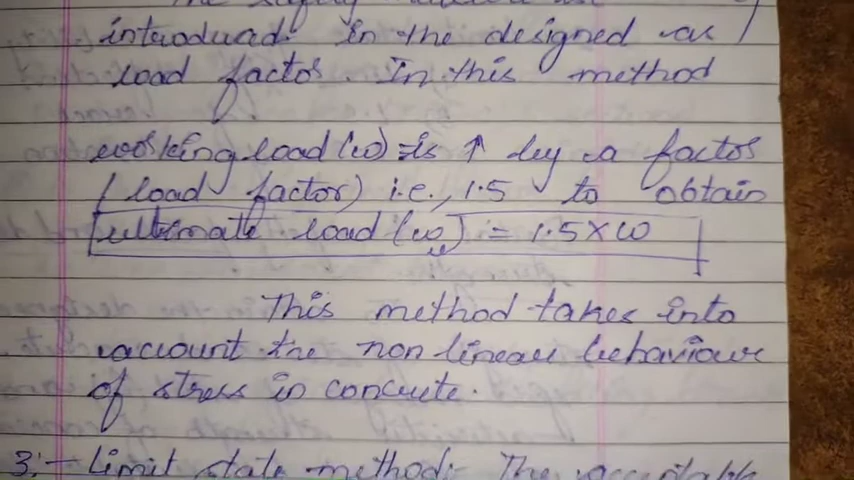 introduced in the designed as
load factor. In this method
working load (w) is ↑ by a factor
(load factor) i.e., 1.5 to obtain
ultimate load (wu) = 1.5×w
This method takes into
account the non linear behaviour
of stress in concrete.
3:- Limit state method:- The acceptable